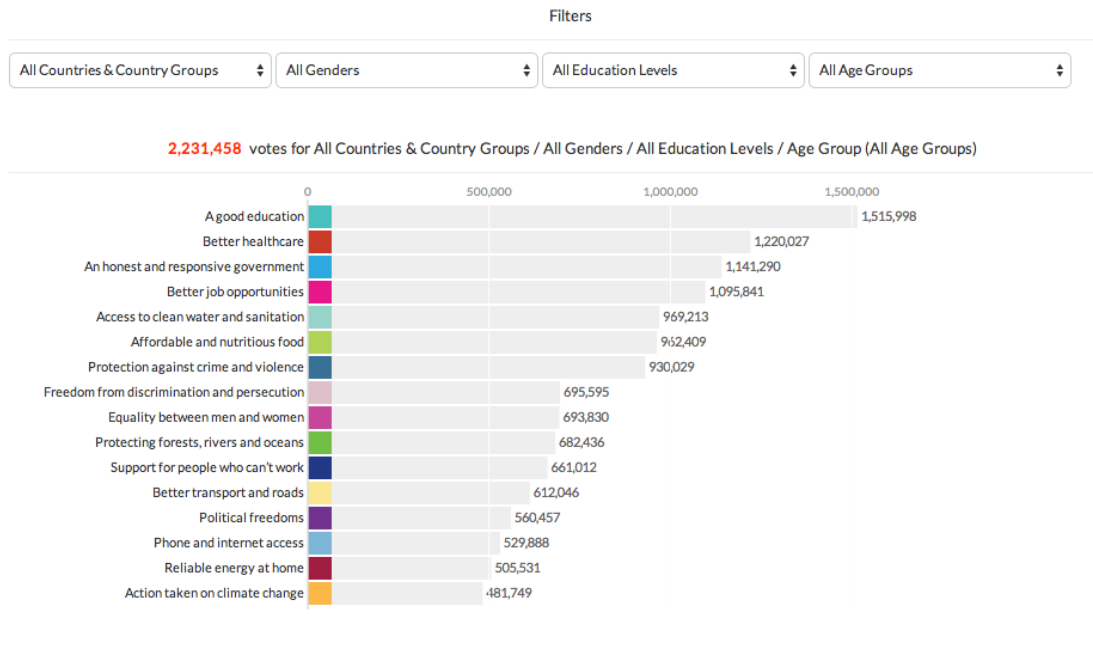 Filters
All Countries & Country Groups All Genders All Education Levels All Age Groups
2,231,458 votes for All Countries & Country Groups / All Genders / All Education Levels / Age Group (All Age Groups)
0 500,000 1,000,000 1,500,000
A good education 1,515,998
Better healthcare 1,220,027
An honest and responsive government 1,141,290
Better job opportunities 1,095,841
Access to clean water and sanitation 969,213
Affordable and nutritious food 962,409
Protection against crime and violence 930,029
Freedom from discrimination and persecution 695,595
Equality between men and women 693,830
Protecting forests, rivers and oceans 682,436
Support for people who can't work 661,012
Better transport and roads 612,046
Political freedoms 560,457
Phone and internet access 529,888
Reliable energy at home 505,531
Action taken on climate change 481,749